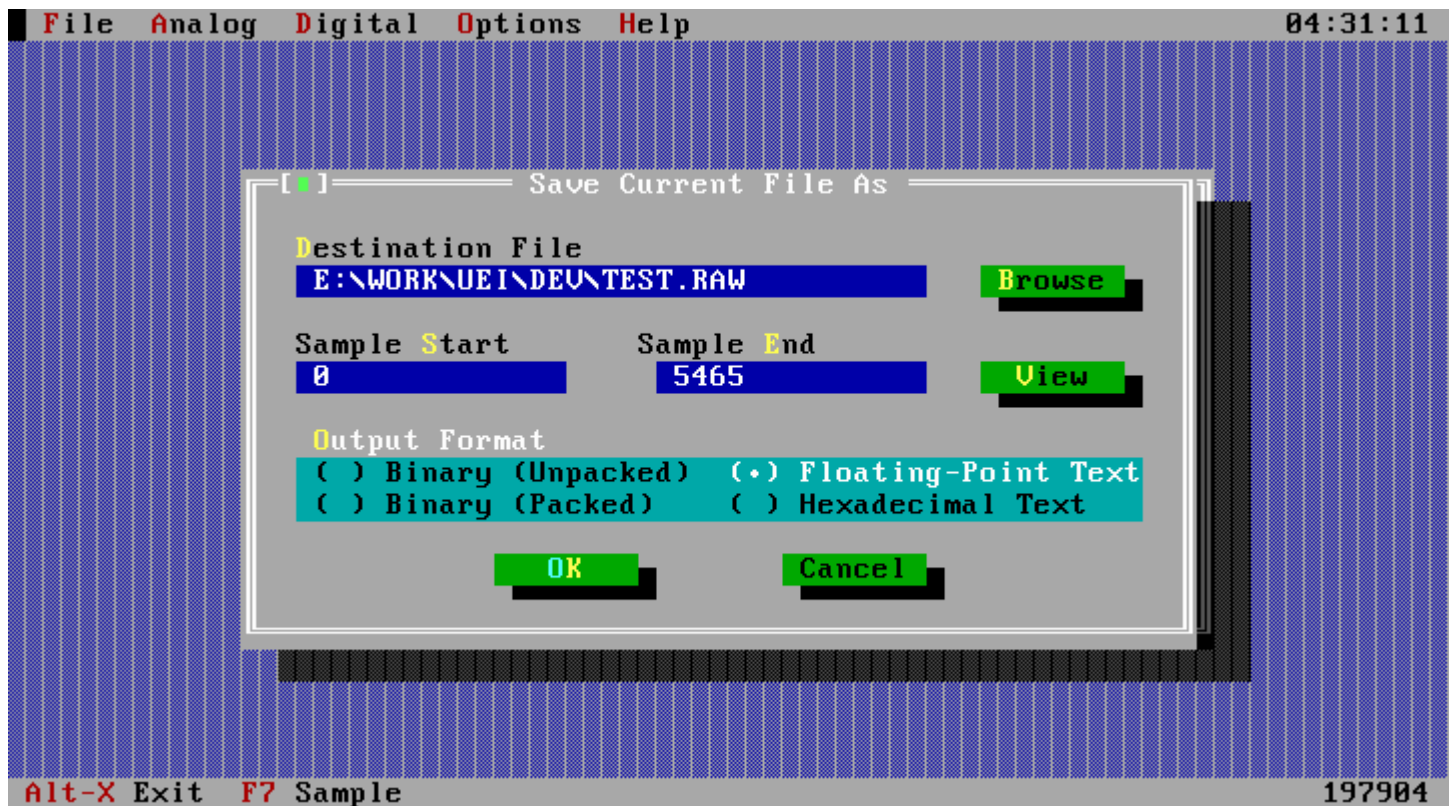 File Analog Digital Options Help 04:31:11
[■] Save Current File As
Destination File
E:\WORK\UEI\DEV\TEST.RAW Browse
Sample Start Sample End
0 5465 View
Output Format
( ) Binary (Unpacked) (•) Floating-Point Text
( ) Binary (Packed) ( ) Hexadecimal Text
OK Cancel
Alt-X Exit F7 Sample 197904